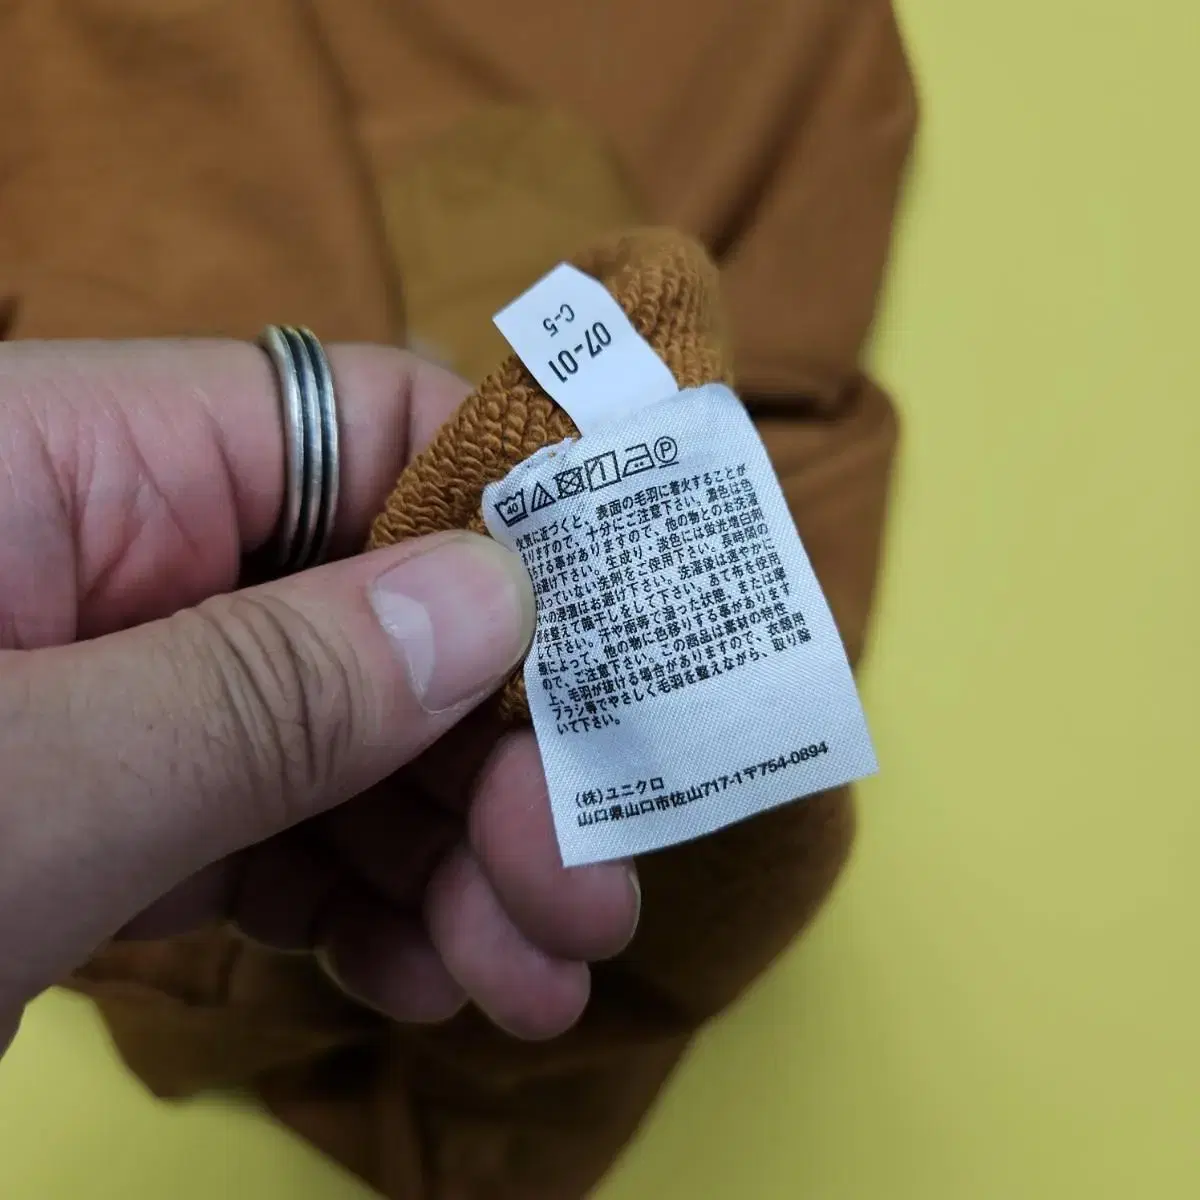 07-01
C-5
40 P
火気に近づくと、表面の毛羽に着火することが
ありますので、十分にご注意下さい。濃色は色
落ちする事がありますので、他の物とのお洗濯
はお避け下さい。生成り・淡色には蛍光増白剤
の入っていない洗剤をご使用下さい。長時間の
水への浸漬はお避け下さい。洗濯後は速やかに
形を整えて陰干しをして下さい。あて布を使用
して下さい。汗や雨等で湿った状態、または摩
擦によって、他の物に色移りする事があります
ので、ご注意下さい。この商品は素材の特性
上、毛羽が抜ける場合がありますので、衣類用
ブラシ等でやさしく毛羽を整えながら、取り除
いて下さい。
(株)ユニクロ
山口県山口市佐山717-1〒754-0894